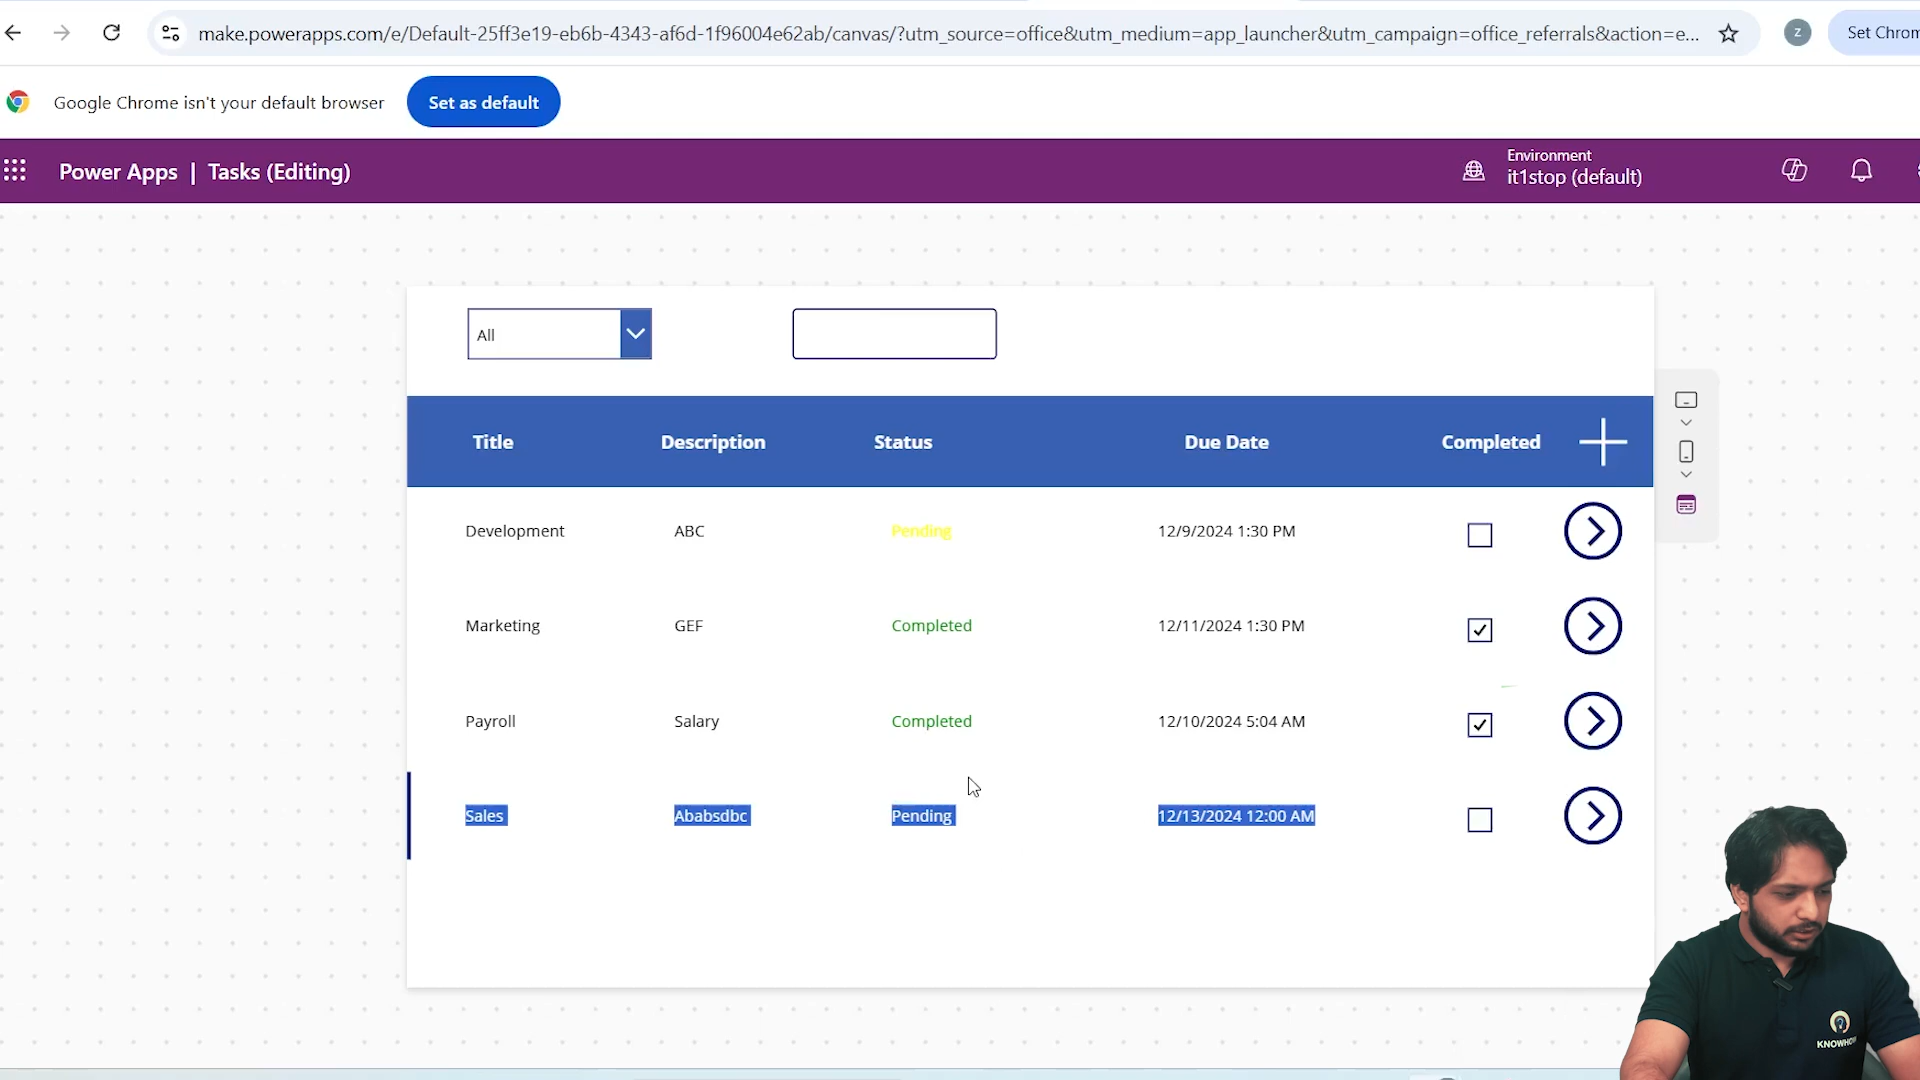 make.powerapps.com/e/Default-25ff3e19-eb6b-4343-af6d-1f96004e62ab/canvas/?utm_source=office&utm_medium=app_launcher&utm_campaign=office_referrals&action=e...
Z
Set Chrom
Google Chrome isn't your default browser
Set as default
Power Apps | Tasks (Editing)
Environment
it1stop (default)
All
Title Description Status Due Date Completed
Development ABC Pending 12/9/2024 1:30 PM
Marketing GEF Completed 12/11/2024 1:30 PM
Payroll Salary Completed 12/10/2024 5:04 AM
Sales Ababsdbc Pending 12/13/2024 12:00 AM
KNOWHO